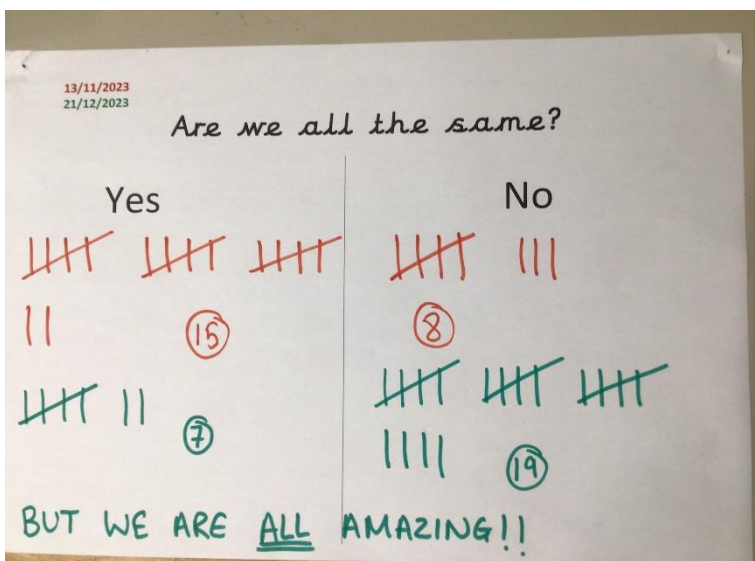 13/11/2023
21/12/2023
Are we all the same?
Yes No
15 8
7
19
BUT WE ARE ALL AMAZING!!